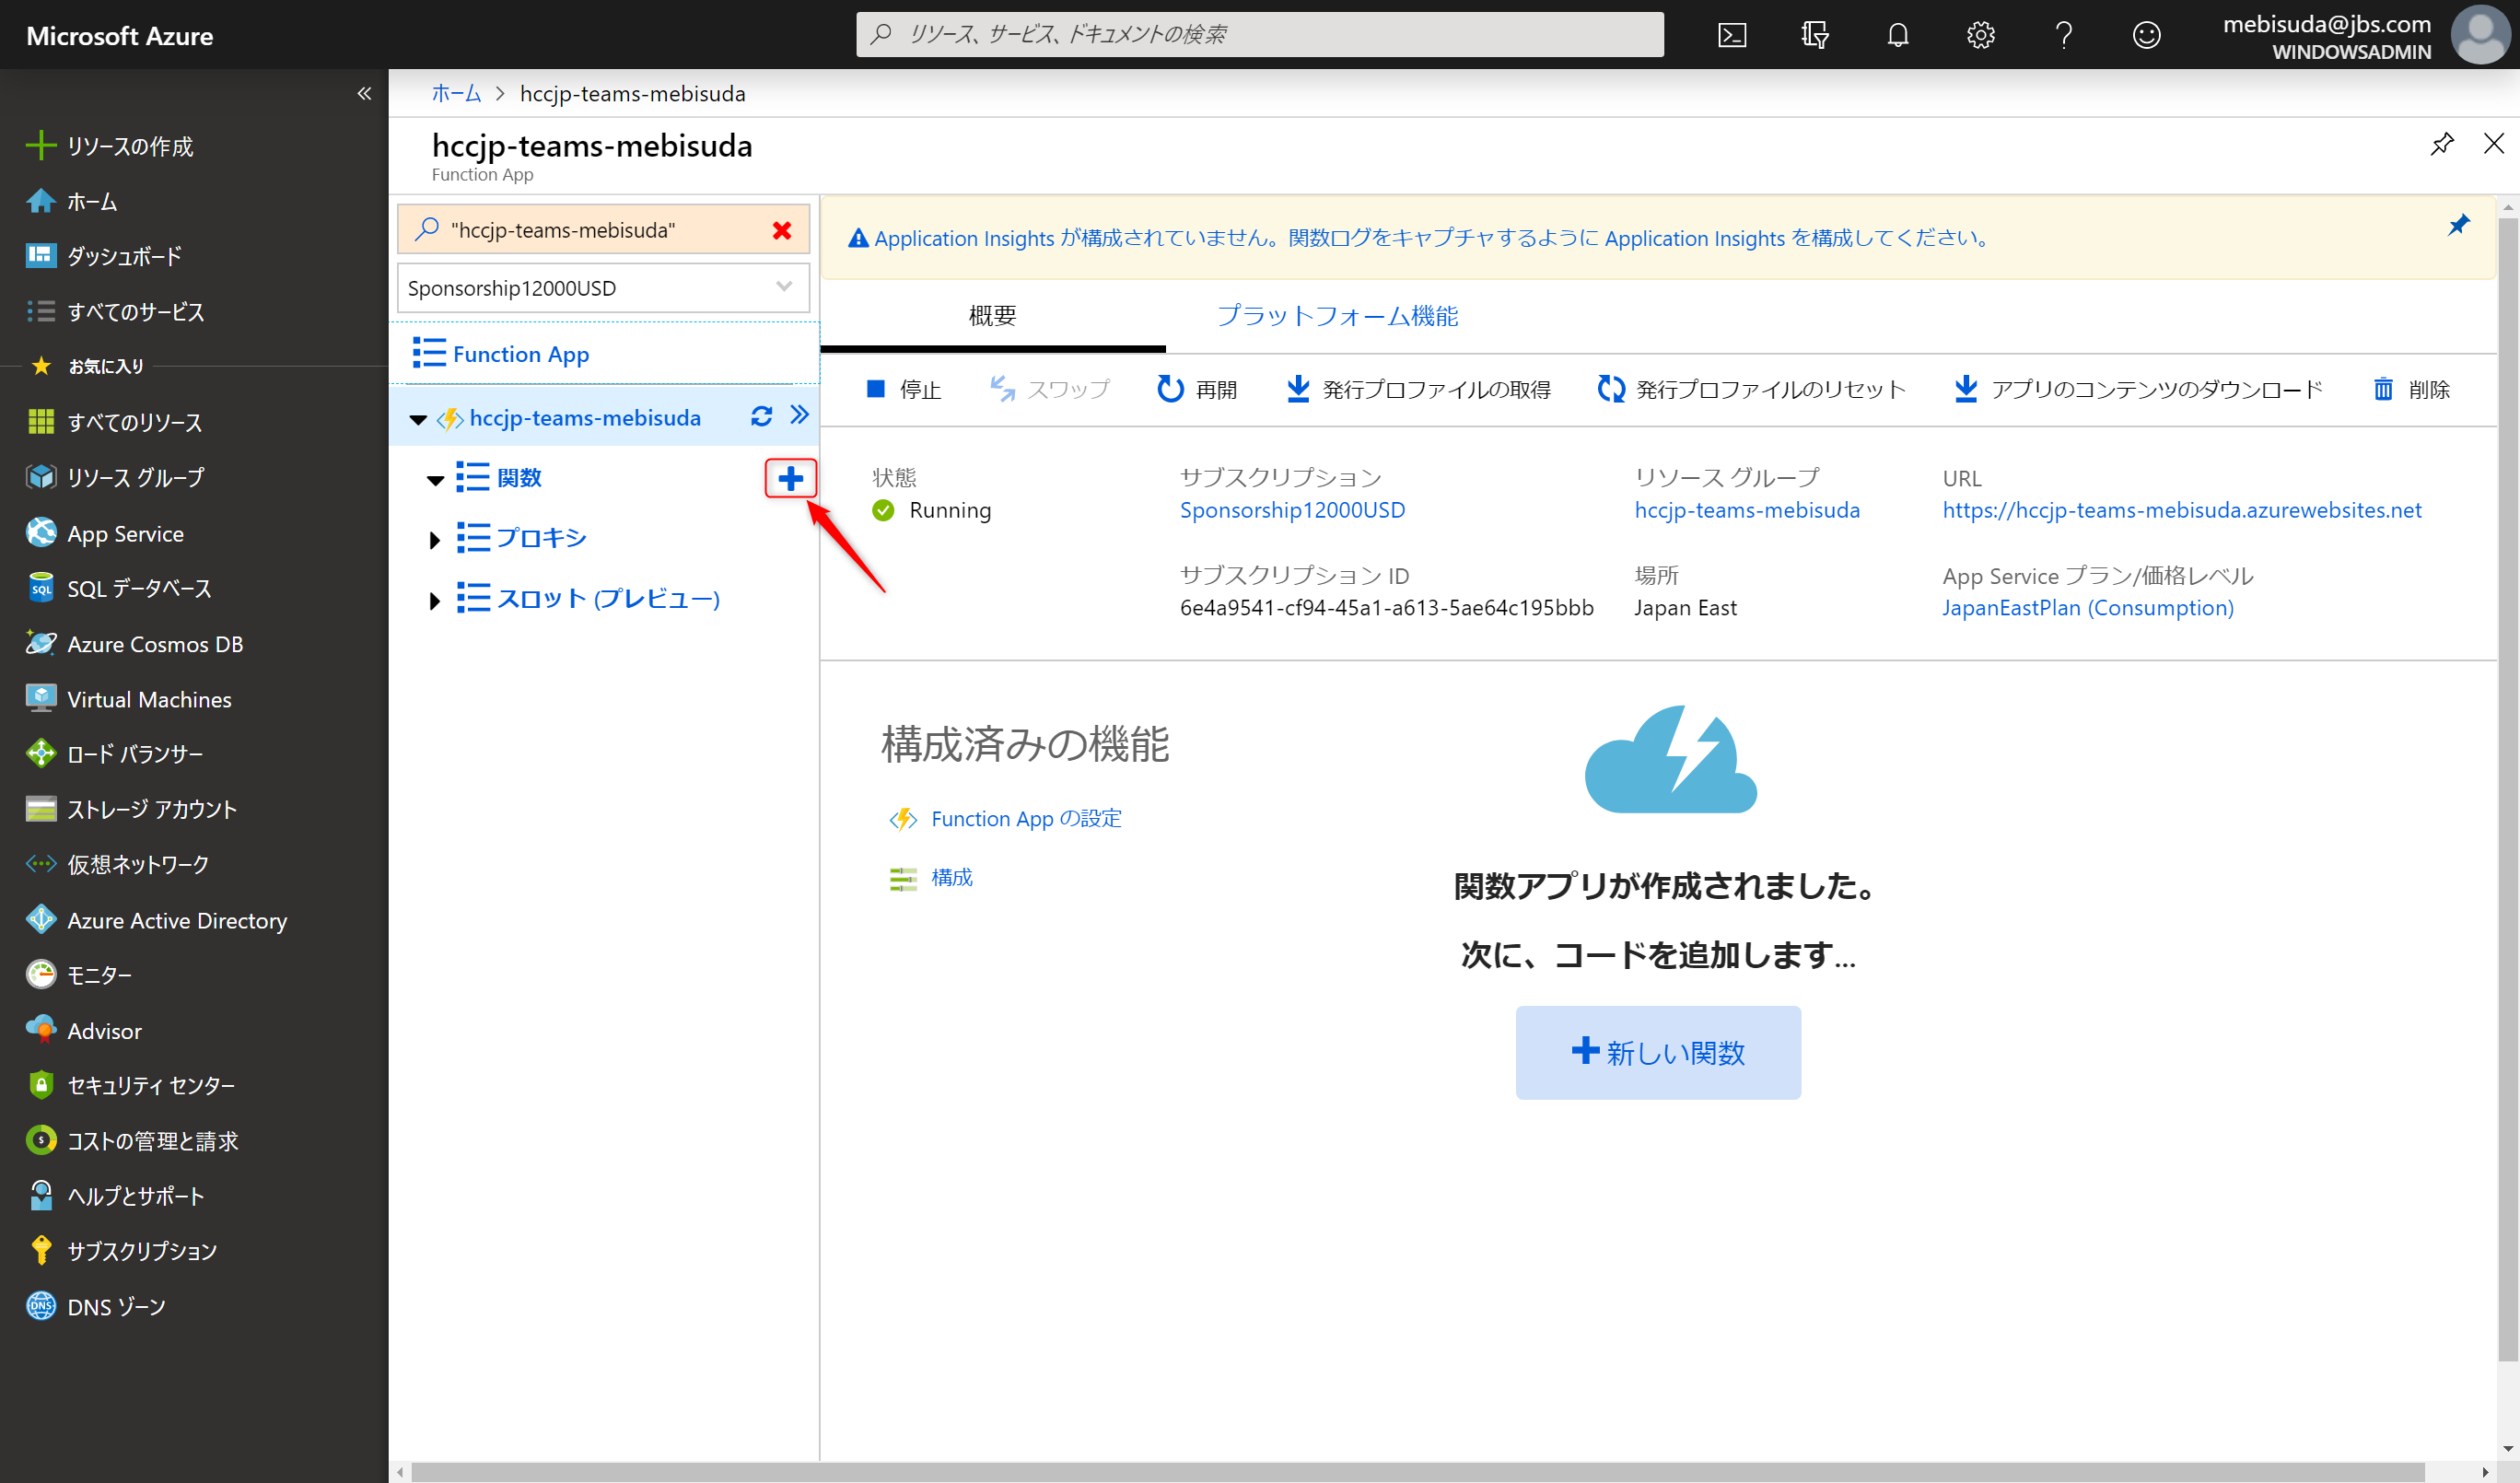 Microsoft Azure
リソース、サービス、ドキュメントの検索
mebisuda@jbs.com
WINDOWSADMIN
リソースの作成
ホーム
ダッシュボード
すべてのサービス
お気に入り
すべてのリソース
リソース グループ
App Service
SQL データベース
Azure Cosmos DB
Virtual Machines
ロード バランサー
ストレージ アカウント
仮想ネットワーク
Azure Active Directory
モニター
Advisor
セキュリティ センター
コストの管理と請求
ヘルプとサポート
サブスクリプション
DNS ゾーン
ホーム > hccjp-teams-mebisuda
hccjp-teams-mebisuda
Function App
"hccjp-teams-mebisuda"
Sponsorship12000USD
Function App
hccjp-teams-mebisuda
関数
プロキシ
スロット (プレビュー)
Application Insights が構成されていません。関数ログをキャプチャするように Application Insights を構成してください。
概要 プラットフォーム機能
停止 スワップ 再開 発行プロファイルの取得 発行プロファイルのリセット アプリのコンテンツのダウンロード 削除
状態
Running
サブスクリプション
Sponsorship12000USD
リソース グループ
hccjp-teams-mebisuda
URL
https://hccjp-teams-mebisuda.azurewebsites.net
サブスクリプション ID
6e4a9541-cf94-45a1-a613-5ae64c195bbb
場所
Japan East
App Service プラン/価格レベル
JapanEastPlan (Consumption)
構成済みの機能
Function App の設定
構成
関数アプリが作成されました。
次に、コードを追加します...
新しい関数